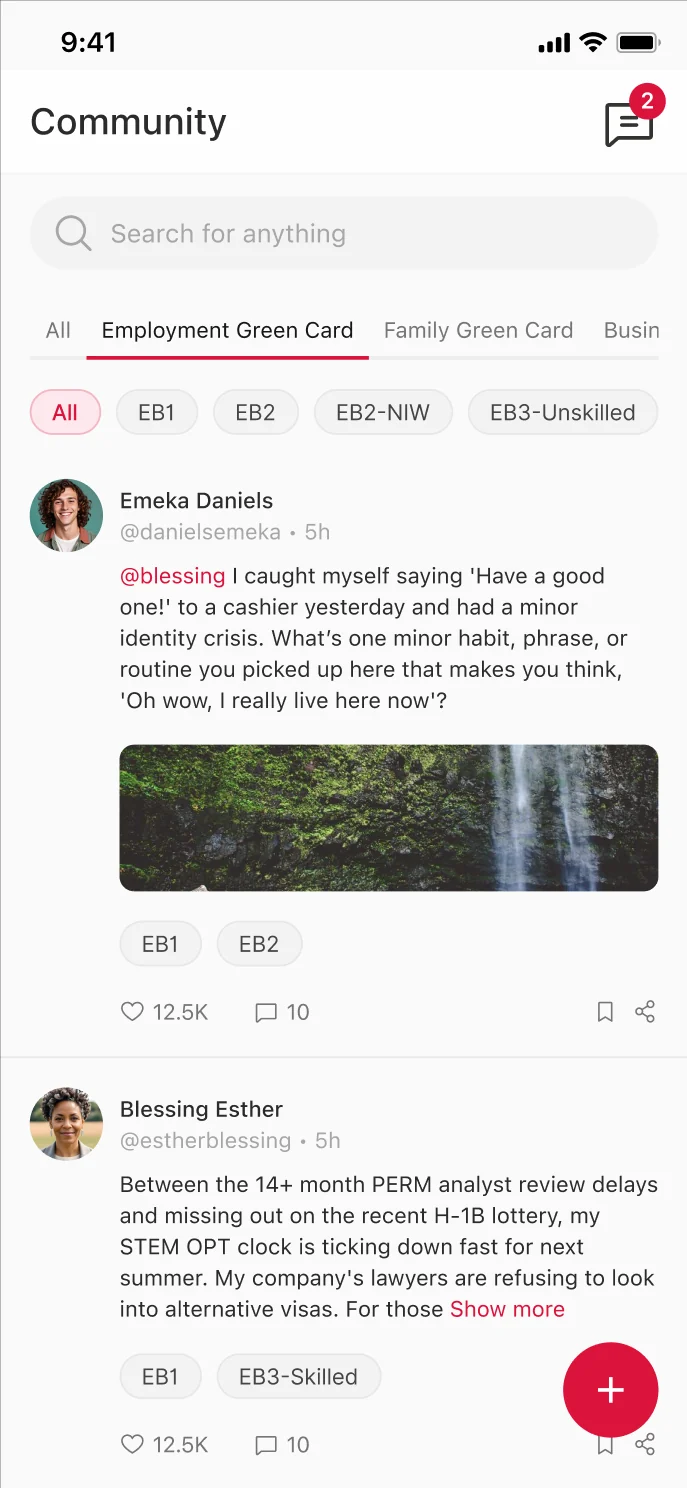 9:41
Community
2
Search for anything
All Employment Green Card Family Green Card Busin
All EB1 EB2 EB2-NIW EB3-Unskilled
Emeka Daniels
@danielsemeka • 5h
@blessing I caught myself saying 'Have a good
one!' to a cashier yesterday and had a minor
identity crisis. What’s one minor habit, phrase, or
routine you picked up here that makes you think,
'Oh wow, I really live here now'?
EB1 EB2
12.5K 10
Blessing Esther
@estherblessing • 5h
Between the 14+ month PERM analyst review delays
and missing out on the recent H-1B lottery, my
STEM OPT clock is ticking down fast for next
summer. My company's lawyers are refusing to look
into alternative visas. For those Show more
EB1 EB3-Skilled
12.5K 10